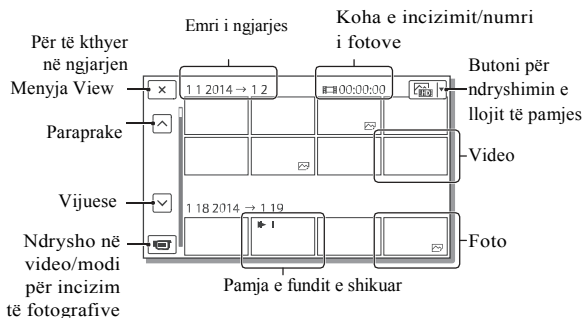 Për të kthyer
në ngjarjen
Menyja View
Emri i ngjarjes
Koha e incizimit/numri
i fotove
Butoni për
ndryshimin e
llojit të pamjes
1 1 2014 → 1 2
00:00:00
Paraprake
Video
Vijuese
1 18 2014 → 1 19
Ndrysho në
video/modi
për incizim
të fotografive
Foto
Pamja e fundit e shikuar